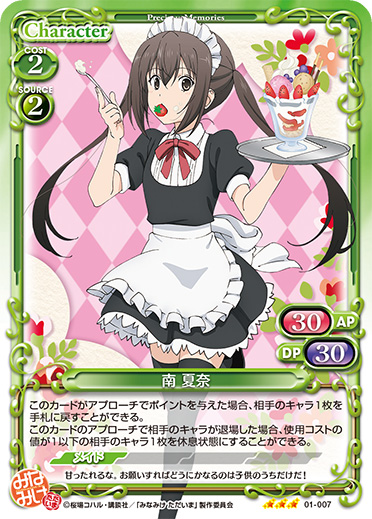 Precious Memories
Character
COST
2
SOURCE
2
30 AP
DP 30
南 夏奈
このカードがアプローチでポイントを与えた場合、相手のキャラ1枚を
手札に戻すことができる。
このカードのアプローチで相手のキャラが退場した場合、使用コストの
値が1以下の相手のキャラ1枚を休息状態にすることができる。
メイド
甘ったれるな、お願いすればどうにかなるのは子供のうちだけだ!
みなみけ
©桜場コハル・講談社/「みなみけ ただいま」製作委員会
01-007